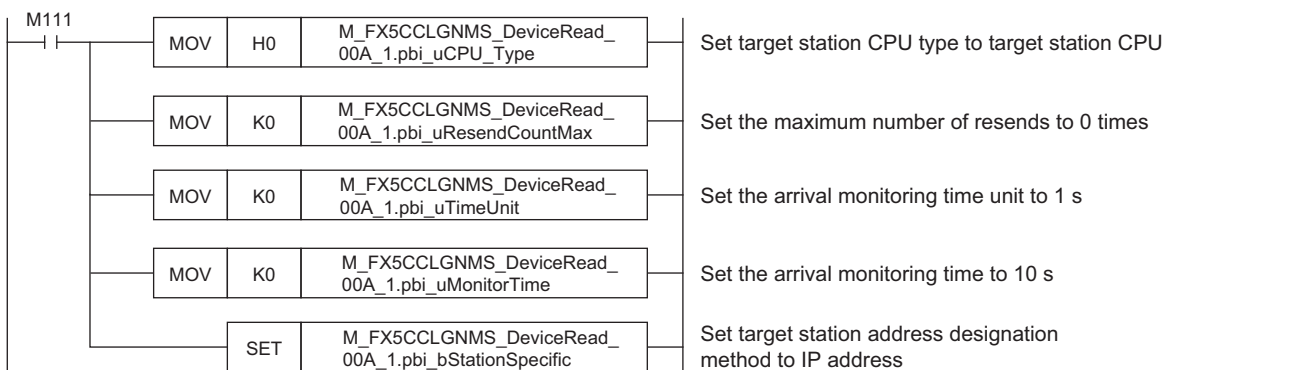 M111
MOV H0 M_FX5CCLGNMS_DeviceRead_
00A_1.pbi_uCPU_Type
Set target station CPU type to target station CPU
MOV K0 M_FX5CCLGNMS_DeviceRead_
00A_1.pbi_uResendCountMax
Set the maximum number of resends to 0 times
MOV K0 M_FX5CCLGNMS_DeviceRead_
00A_1.pbi_uTimeUnit
Set the arrival monitoring time unit to 1 s
MOV K0 M_FX5CCLGNMS_DeviceRead_
00A_1.pbi_uMonitorTime
Set the arrival monitoring time to 10 s
SET M_FX5CCLGNMS_DeviceRead_
00A_1.pbi_bStationSpecific
Set target station address designation
method to IP address